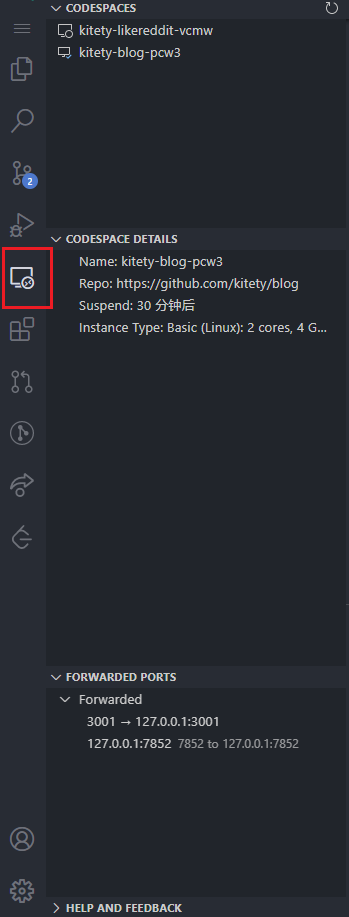 CODESPACES
kitety-likereddit-vcmw
kitety-blog-pcw3
2
CODESPACE DETAILS
Name: kitety-blog-pcw3
Repo: https://github.com/kitety/blog
Suspend: 30 分钟后
Instance Type: Basic (Linux): 2 cores, 4 G...
FORWARDED PORTS
Forwarded
3001 → 127.0.0.1:3001
127.0.0.1:7852 7852 to 127.0.0.1:7852
HELP AND FEEDBACK